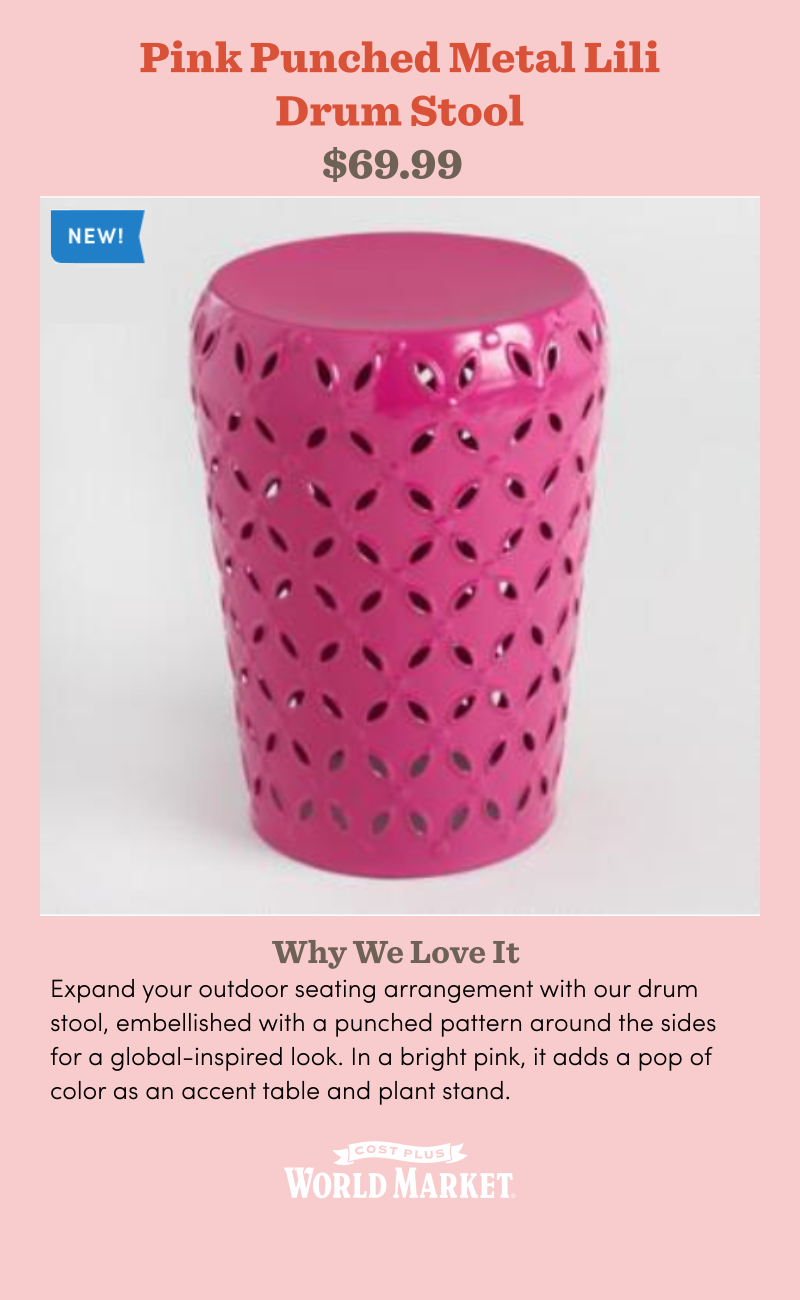 Pink Punched Metal Lili
Drum Stool
$69.99
NEW!
Why We Love It
Expand your outdoor seating arrangement with our drum
stool, embellished with a punched pattern around the sides
for a global-inspired look. In a bright pink, it adds a pop of
color as an accent table and plant stand.
COST PLUS
WORLD MARKET.